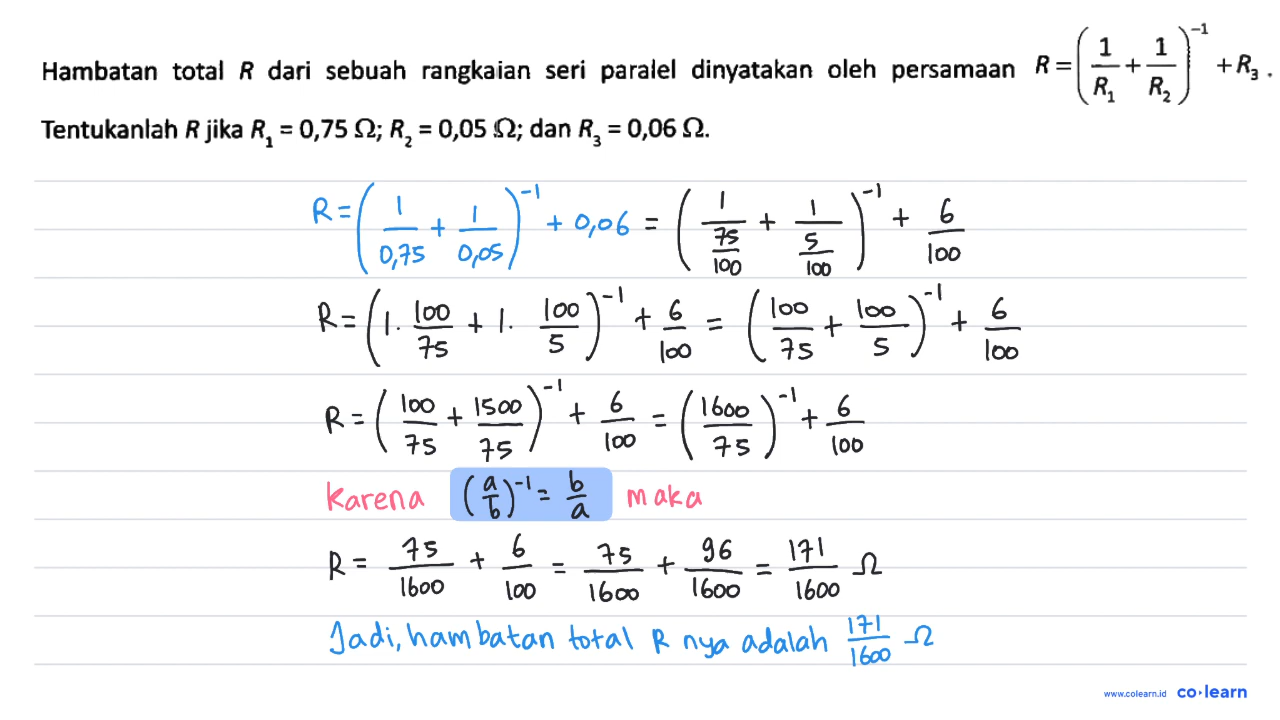 Hambatan total R dari sebuah rangkaian seri paralel dinyatakan oleh persamaan R = (1/R₁ + 1/R₂)⁻¹ + R₃.
Tentukanlah R jika R₁ = 0,75 Ω; R₂ = 0,05 Ω; dan R₃ = 0,06 Ω.
R = (1/0,75 + 1/0,05)⁻¹ + 0,06 = (1/(75/100) + 1/(5/100))⁻¹ + 6/100
R = (1 · 100/75 + 1 · 100/5)⁻¹ + 6/100 = (100/75 + 100/5)⁻¹ + 6/100
R = (100/75 + 1500/75)⁻¹ + 6/100 = (1600/75)⁻¹ + 6/100
Karena (a/b)⁻¹ = b/a maka
R = 75/1600 + 6/100 = 75/1600 + 96/1600 = 171/1600 Ω
Jadi, hambatan total R nya adalah 171/1600 Ω
www.colearn.id co·learn